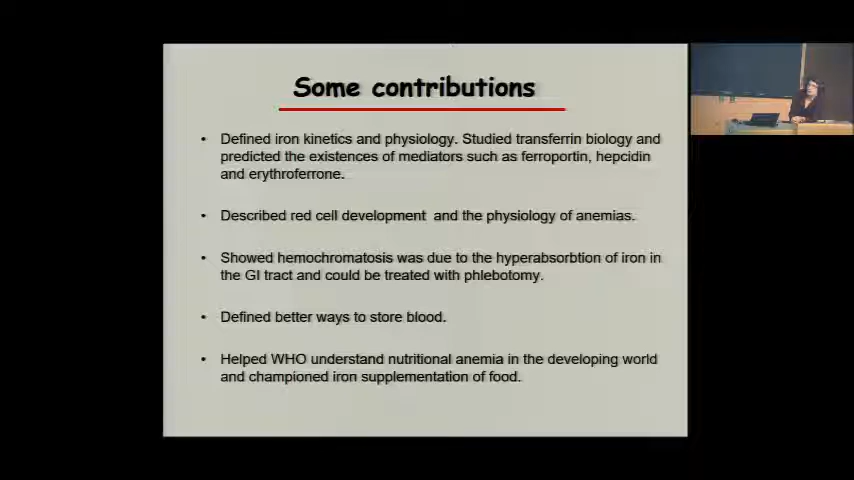 Some contributions
• Defined iron kinetics and physiology. Studied transferrin biology and
predicted the existences of mediators such as ferroportin, hepcidin
and erythroferrone.
• Described red cell development and the physiology of anemias.
• Showed hemochromatosis was due to the hyperabsorbtion of iron in
the GI tract and could be treated with phlebotomy.
• Defined better ways to store blood.
• Helped WHO understand nutritional anemia in the developing world
and championed iron supplementation of food.